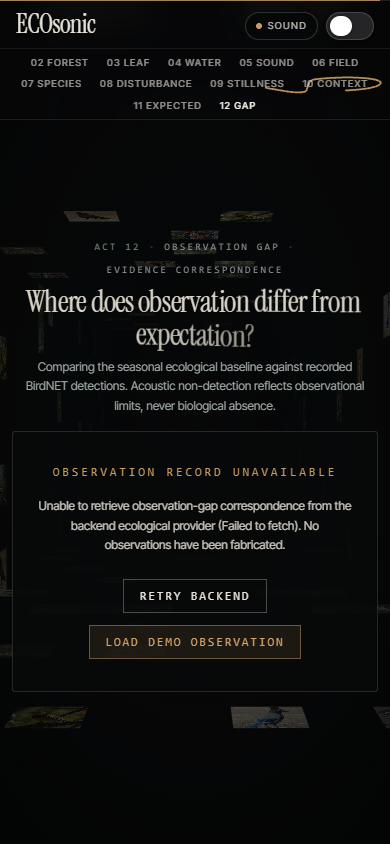 ECOsonic
SOUND
02 FOREST 03 LEAF 04 WATER 05 SOUND 06 FIELD
07 SPECIES 08 DISTURBANCE 09 STILLNESS 10 CONTEXT
11 EXPECTED 12 GAP
ACT 12 · OBSERVATION GAP ·
EVIDENCE CORRESPONDENCE
Where does observation differ from
expectation?
Comparing the seasonal ecological baseline against recorded
BirdNET detections. Acoustic non-detection reflects observational
limits, never biological absence.
OBSERVATION RECORD UNAVAILABLE
Unable to retrieve observation-gap correspondence from the
backend ecological provider (Failed to fetch). No
observations have been fabricated.
RETRY BACKEND
LOAD DEMO OBSERVATION